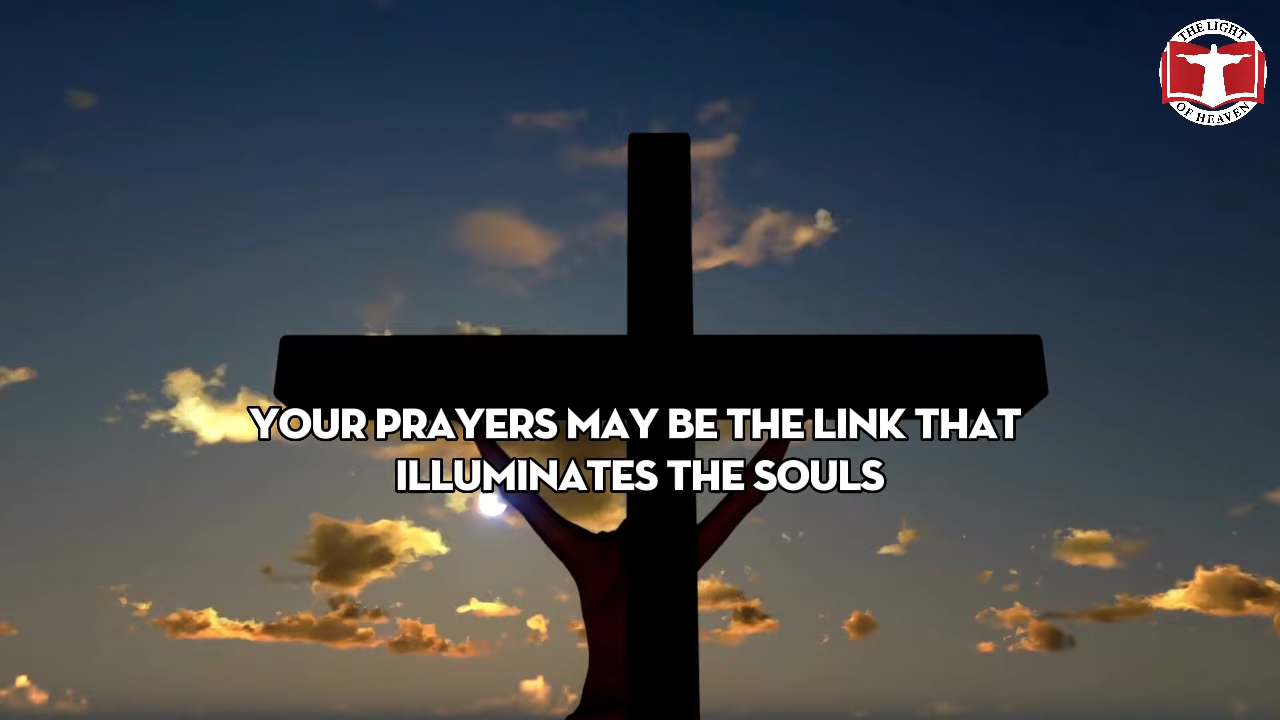 THE LIGHT
OF HEAVEN
YOUR PRAYERS MAY BE THE LINK THAT
ILLUMINATES THE SOULS